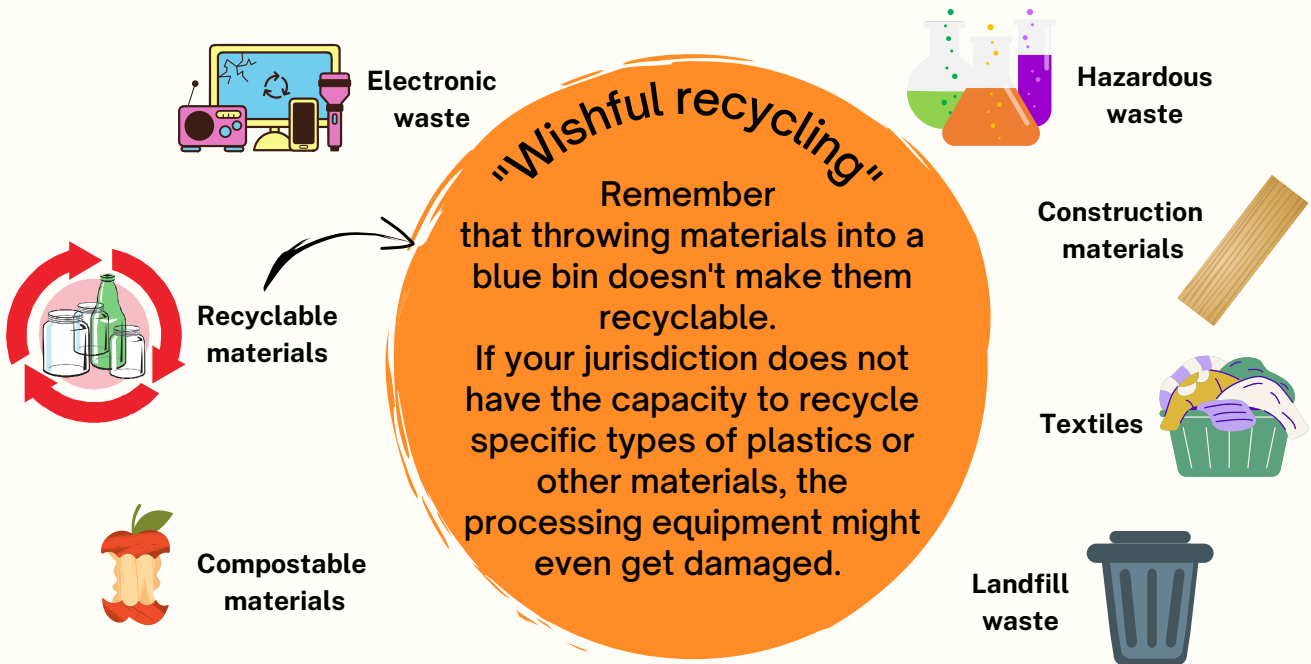 Electronic
waste
Recyclable
materials
Compostable
materials
"Wishful recycling"
Remember
that throwing materials into a
blue bin doesn't make them
recyclable.
If your jurisdiction does not
have the capacity to recycle
specific types of plastics or
other materials, the
processing equipment might
even get damaged.
Hazardous
waste
Construction
materials
Textiles
Landfill
waste